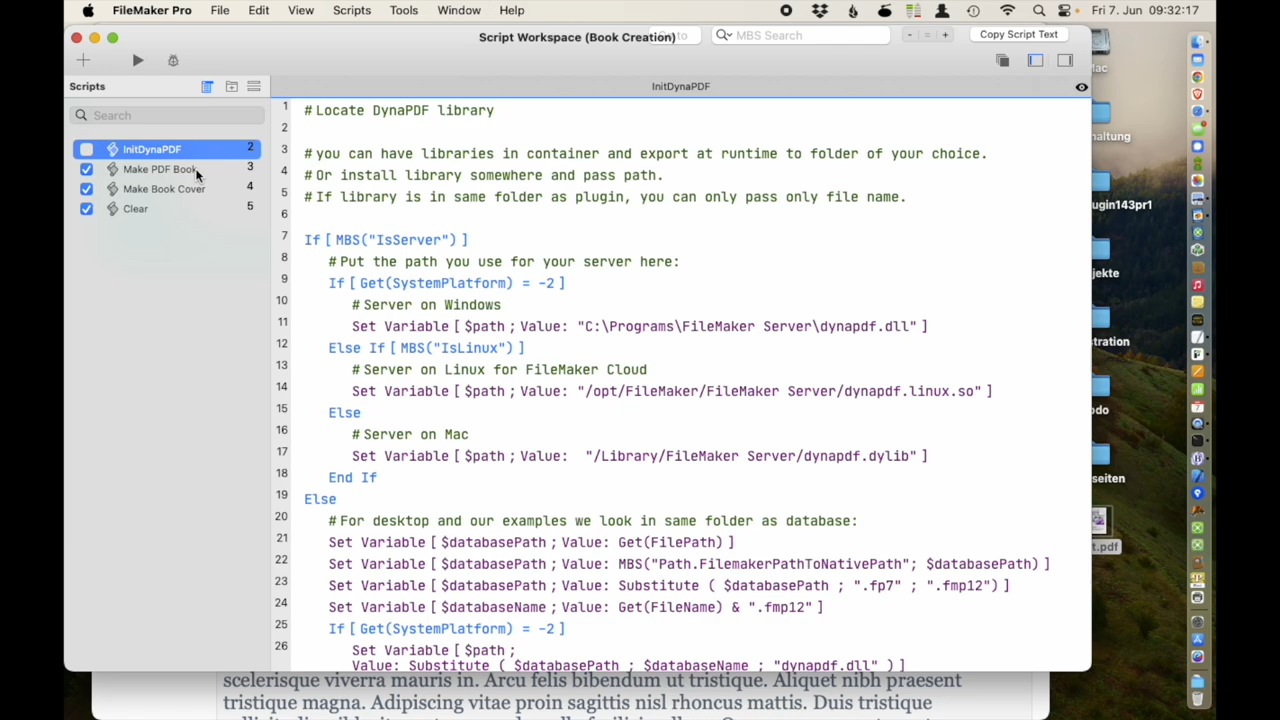 FileMaker Pro File Edit View Scripts Tools Window Help Fri 7. Jun 09:32:17
Script Workspace (Book Creation) MBS Search - = + Copy Script Text
Scripts InitDynaPDF
Search
InitDynaPDF 2
Make PDF Book 3
Make Book Cover 4
Clear 5
1 # Locate DynaPDF library
2
3 # you can have libraries in container and export at runtime to folder of your choice.
4 # Or install library somewhere and pass path.
5 # If library is in same folder as plugin, you can only pass only file name.
6
7 If [ MBS("IsServer") ]
8 # Put the path you use for your server here:
9 If [ Get(SystemPlatform) = -2 ]
10 # Server on Windows
11 Set Variable [ $path ; Value: "C:\Programs\FileMaker Server\dynapdf.dll" ]
12 Else If [ MBS("IsLinux") ]
13 # Server on Linux for FileMaker Cloud
14 Set Variable [ $path ; Value: "/opt/FileMaker/FileMaker Server/dynapdf.linux.so" ]
15 Else
16 # Server on Mac
17 Set Variable [ $path ; Value: "/Library/FileMaker Server/dynapdf.dylib" ]
18 End If
19 Else
20 # For desktop and our examples we look in same folder as database:
21 Set Variable [ $databasePath ; Value: Get(FilePath) ]
22 Set Variable [ $databasePath ; Value: MBS("Path.FilemakerPathToNativePath"; $databasePath) ]
23 Set Variable [ $databasePath ; Value: Substitute ( $databasePath ; ".fp7" ; ".fmp12") ]
24 Set Variable [ $databaseName ; Value: Get(FileName) & ".fmp12" ]
25 If [ Get(SystemPlatform) = -2 ]
26 Set Variable [ $path ;
Value: Substitute ( $databasePath ; $databaseName ; "dynapdf.dll" ) ]
scelerisque viverra mauris in. Arcu felis bibendum ut tristique. Aliquet nibh praesent
tristique magna. Adipiscing vitae proin sagittis nisl rhoncus mattis. Duis tristique
Mac
haltung
lugin143pr1
jekte
stration
odo
seiten
t.pdf